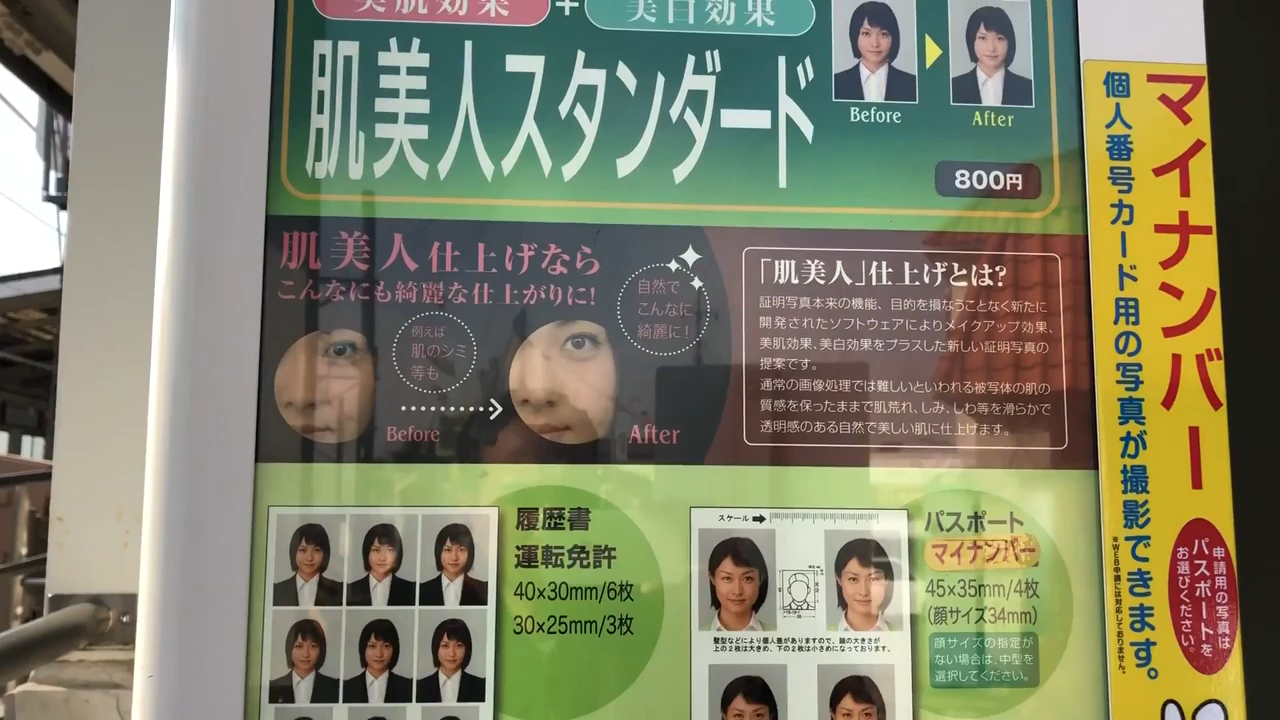 美肌効果
+
美白効果
肌美人スタンダード
Before
After
800円
肌美人仕上げなら
こんなにも綺麗な仕上がりに!
例えば
肌のシミ
等も
Before
自然で
こんなに
綺麗に!
After
「肌美人」仕上げとは?
証明写真本来の機能、目的を損なうことなく新たに
開発されたソフトウェアによりメイクアップ効果、
美肌効果、美白効果をプラスした新しい証明写真の
提案です。
通常の画像処理では難しいといわれる被写体の肌の
質感を保ったままで肌荒れ、しみ、しわ等を滑らかで
透明感のある自然で美しい肌に仕上げます。
履歴書
運転免許
40×30mm/6枚
30×25mm/3枚
スケール
髪型などにより個人差がありますので、顔の大きさが
上の2枚は大きめ、下の2枚は小さめになっております。
パスポート
マイナンバー
45×35mm/4枚
(顔サイズ34mm)
顔サイズの指定が
ない場合は、中型を
選択してください。
マイナンバー
個人番号カード用の写真が撮影できます。
※WEB申請には対応しておりません。
申請用の写真は
パスポートを
お選びください。